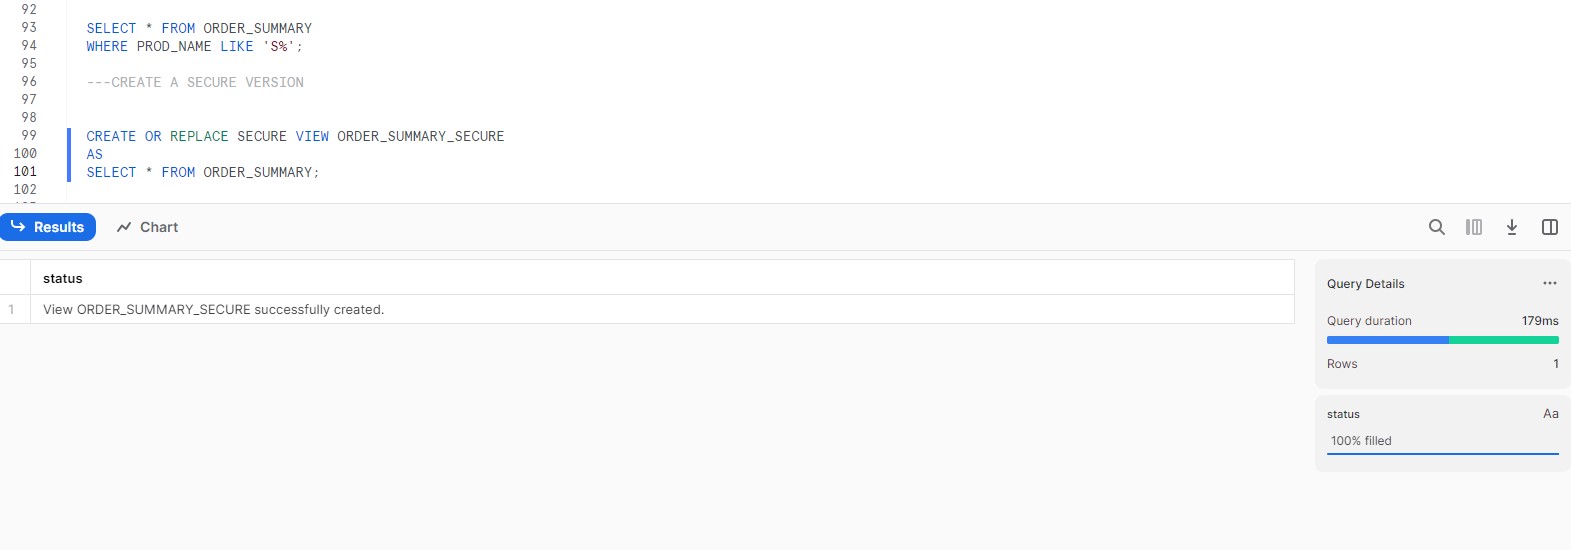 92
93 SELECT * FROM ORDER_SUMMARY
94 WHERE PROD_NAME LIKE 'S%';
95
96 ---CREATE A SECURE VERSION
97
98
99 CREATE OR REPLACE SECURE VIEW ORDER_SUMMARY_SECURE
100 AS
101 SELECT * FROM ORDER_SUMMARY;
102
Results Chart
status
1 View ORDER_SUMMARY_SECURE successfully created.
Query Details ...
Query duration 179ms
Rows 1
status Aa
100% filled